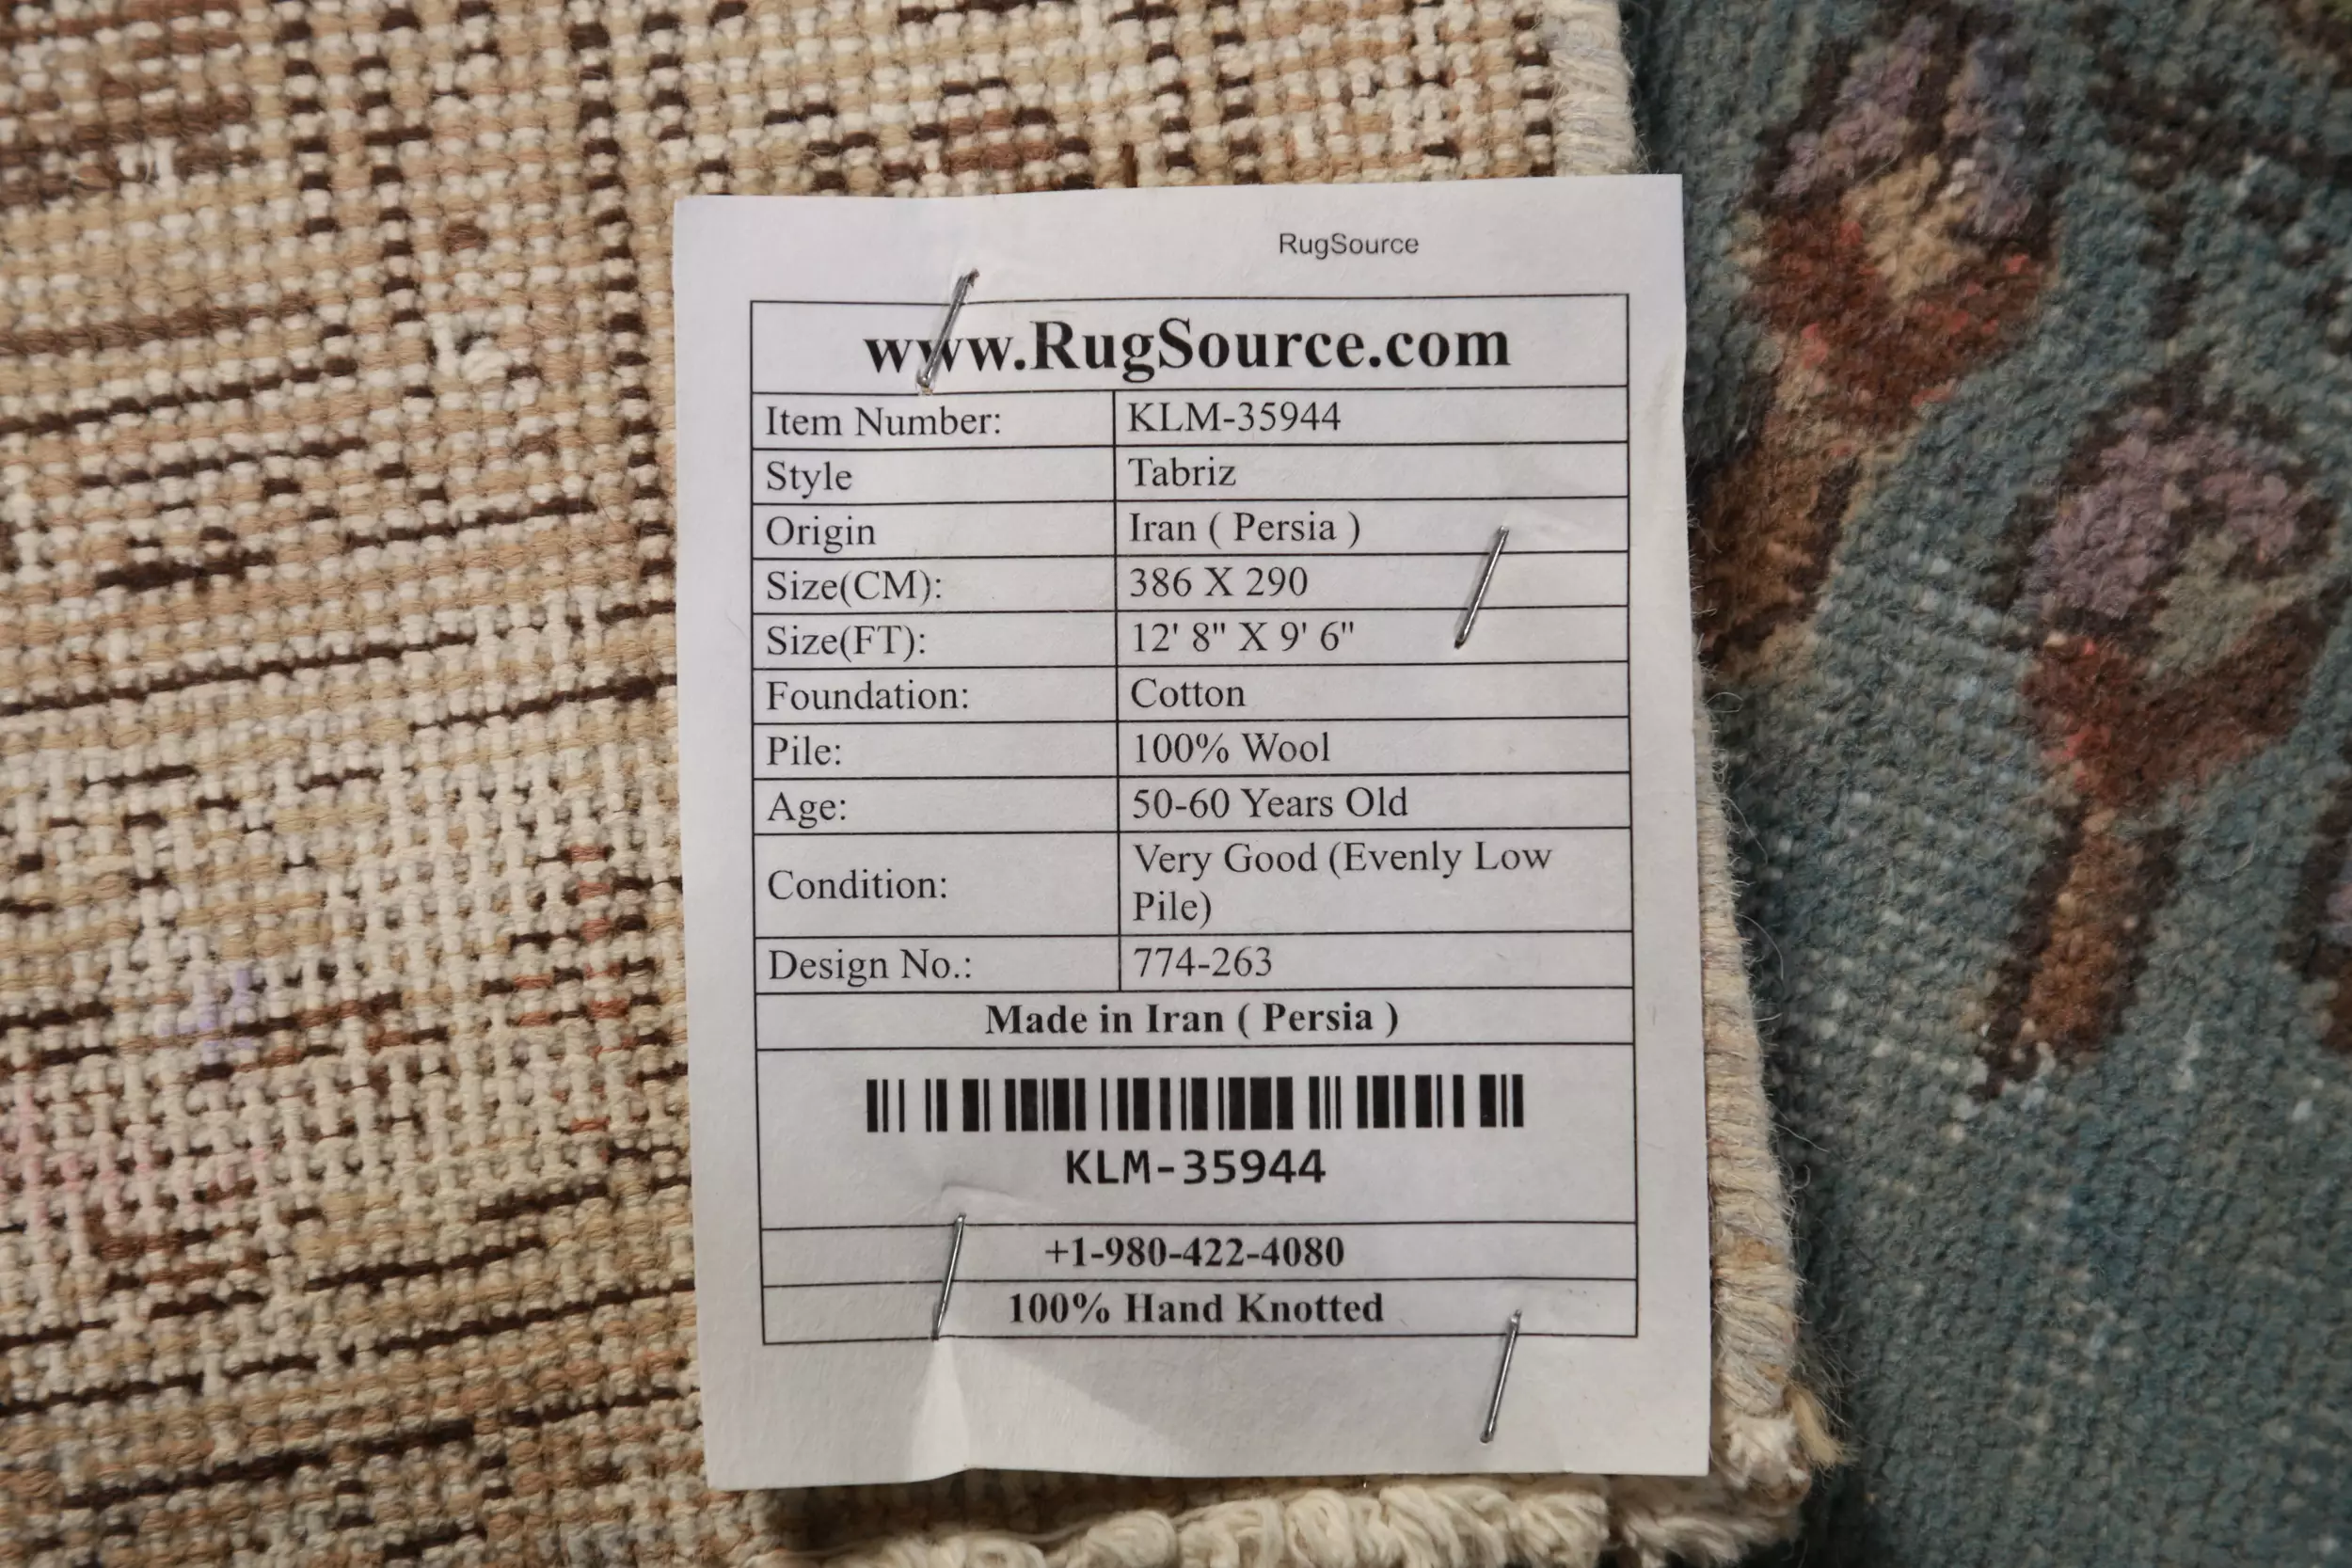 RugSource
www.RugSource.com
Item Number: KLM-35944
Style Tabriz
Origin Iran ( Persia )
Size(CM): 386 X 290
Size(FT): 12' 8" X 9' 6"
Foundation: Cotton
Pile: 100% Wool
Age: 50-60 Years Old
Condition: Very Good (Evenly Low
Pile)
Design No.: 774-263
Made in Iran ( Persia )
KLM-35944
+1-980-422-4080
100% Hand Knotted